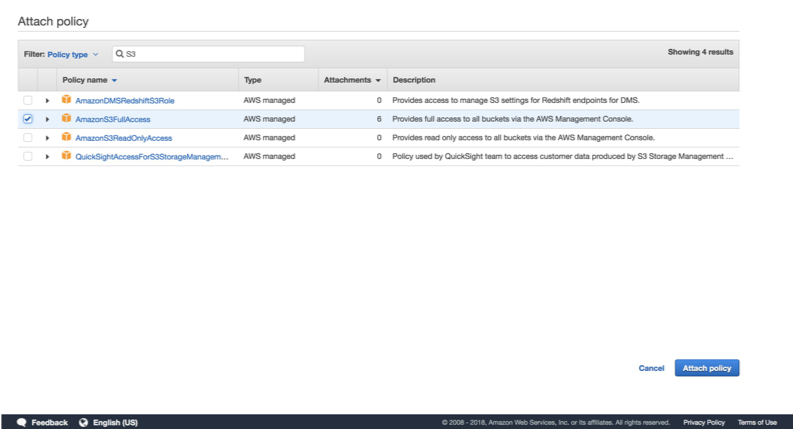 Attach policy
Filter: Policy type S3 Showing 4 results
Policy name Type Attachments Description
AmazonDMSRedshiftS3Role AWS managed 0 Provides access to manage S3 settings for Redshift endpoints for DMS.
AmazonS3FullAccess AWS managed 6 Provides full access to all buckets via the AWS Management Console.
AmazonS3ReadOnlyAccess AWS managed 0 Provides read only access to all buckets via the AWS Management Console.
QuickSightAccessForS3StorageManagem... AWS managed 0 Policy used by QuickSight team to access customer data produced by S3 Storage Management ...
Cancel Attach policy
Feedback English (US) © 2008 - 2018, Amazon Web Services, Inc. or its affiliates. All rights reserved. Privacy Policy Terms of Use